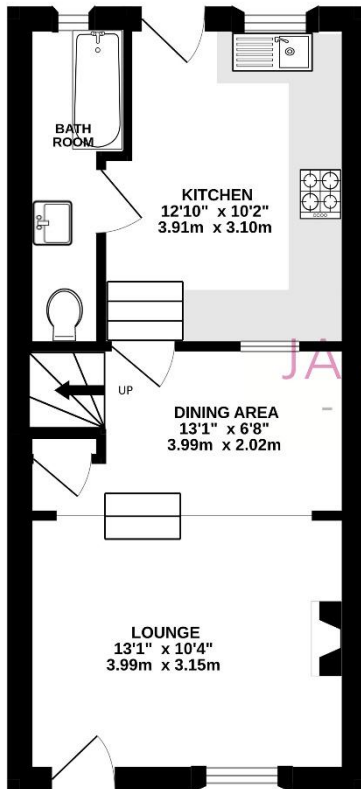 BATH
ROOM
KITCHEN
12'10" x 10'2"
3.91m x 3.10m
JA
UP
DINING AREA
13'1" x 6'8"
3.99m x 2.02m
LOUNGE
13'1" x 10'4"
3.99m x 3.15m